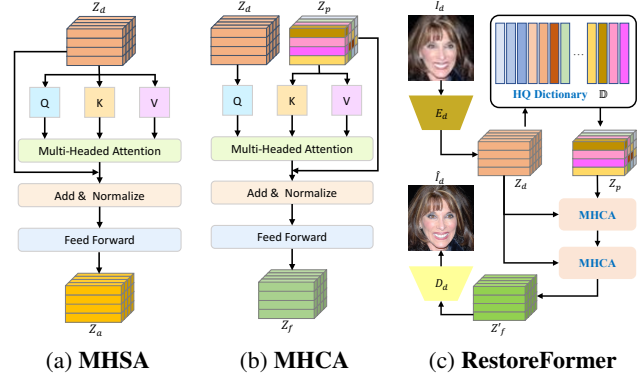 Z_d
Q K V
Multi-Headed Attention
Add & Normalize
Feed Forward
Z_a
(a) MHSA
Z_d Z_p
Q K V
Multi-Headed Attention
Add & Normalize
Feed Forward
Z_f
(b) MHCA
I_d
E_d
...
HQ Dictionary 𝔻
Z_d Z_p
Î_d
MHCA
MHCA
D_d
Z'_f
(c) RestoreFormer